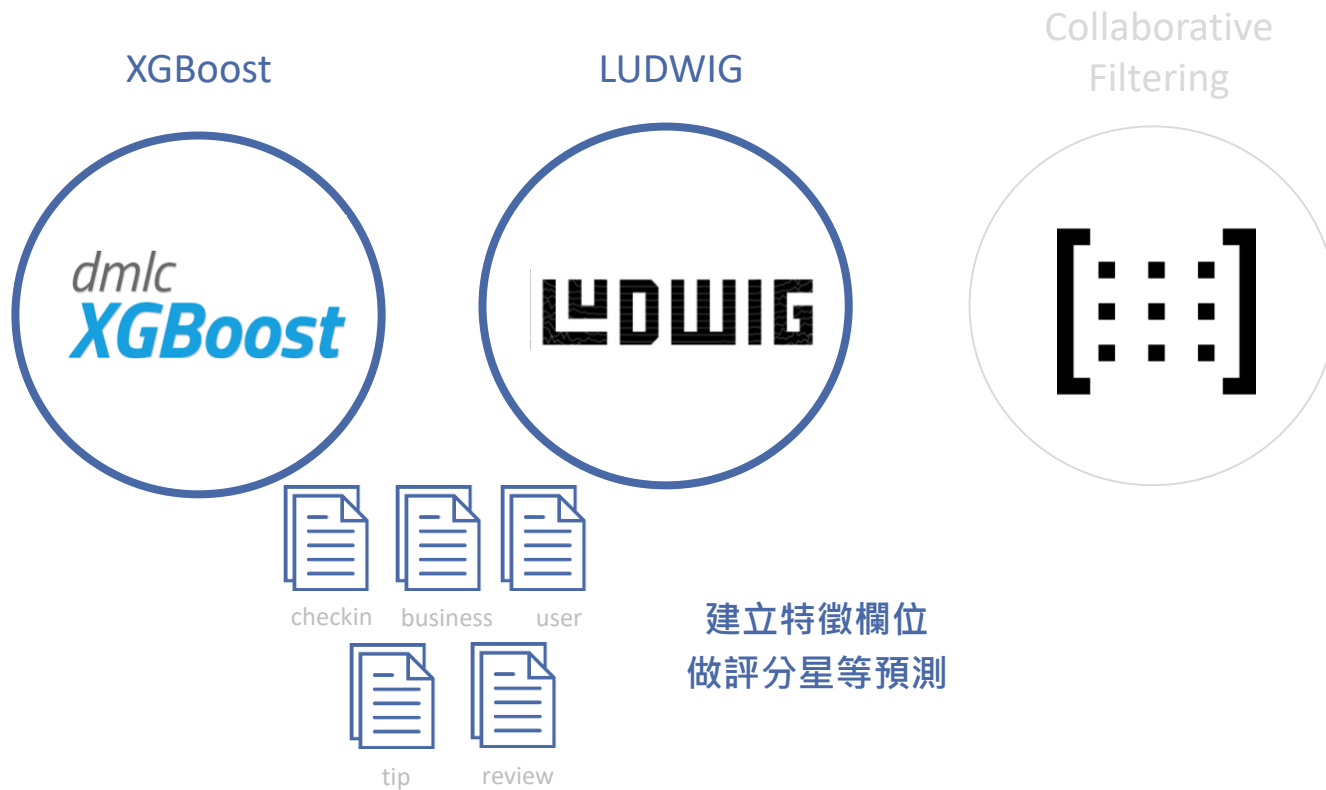 XGBoost
LUDWIG
Collaborative
Filtering
dmlc
XGBoost
LUDWIG
checkin
business
user
tip
review
建立特徵欄位
做評分星等預測